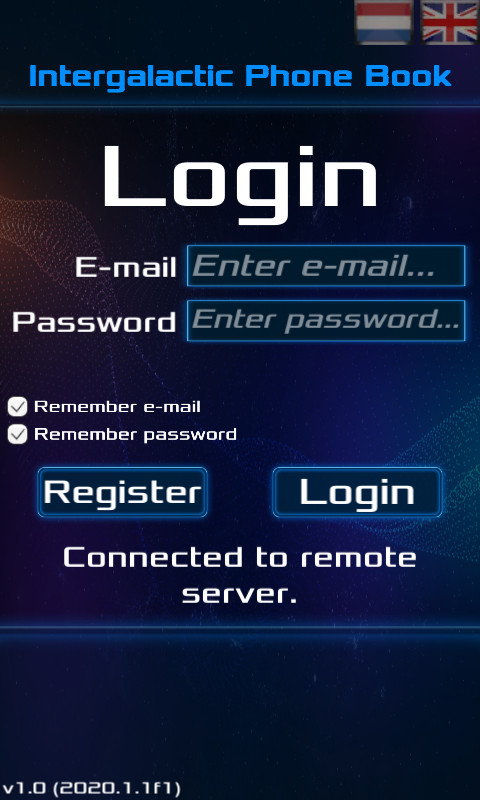 Intergalactic Phone Book
Login
E-mail Enter e-mail...
Password Enter password...
Remember e-mail
Remember password
Register Login
Connected to remote
server.
v1.0 (2020.1.1f1)